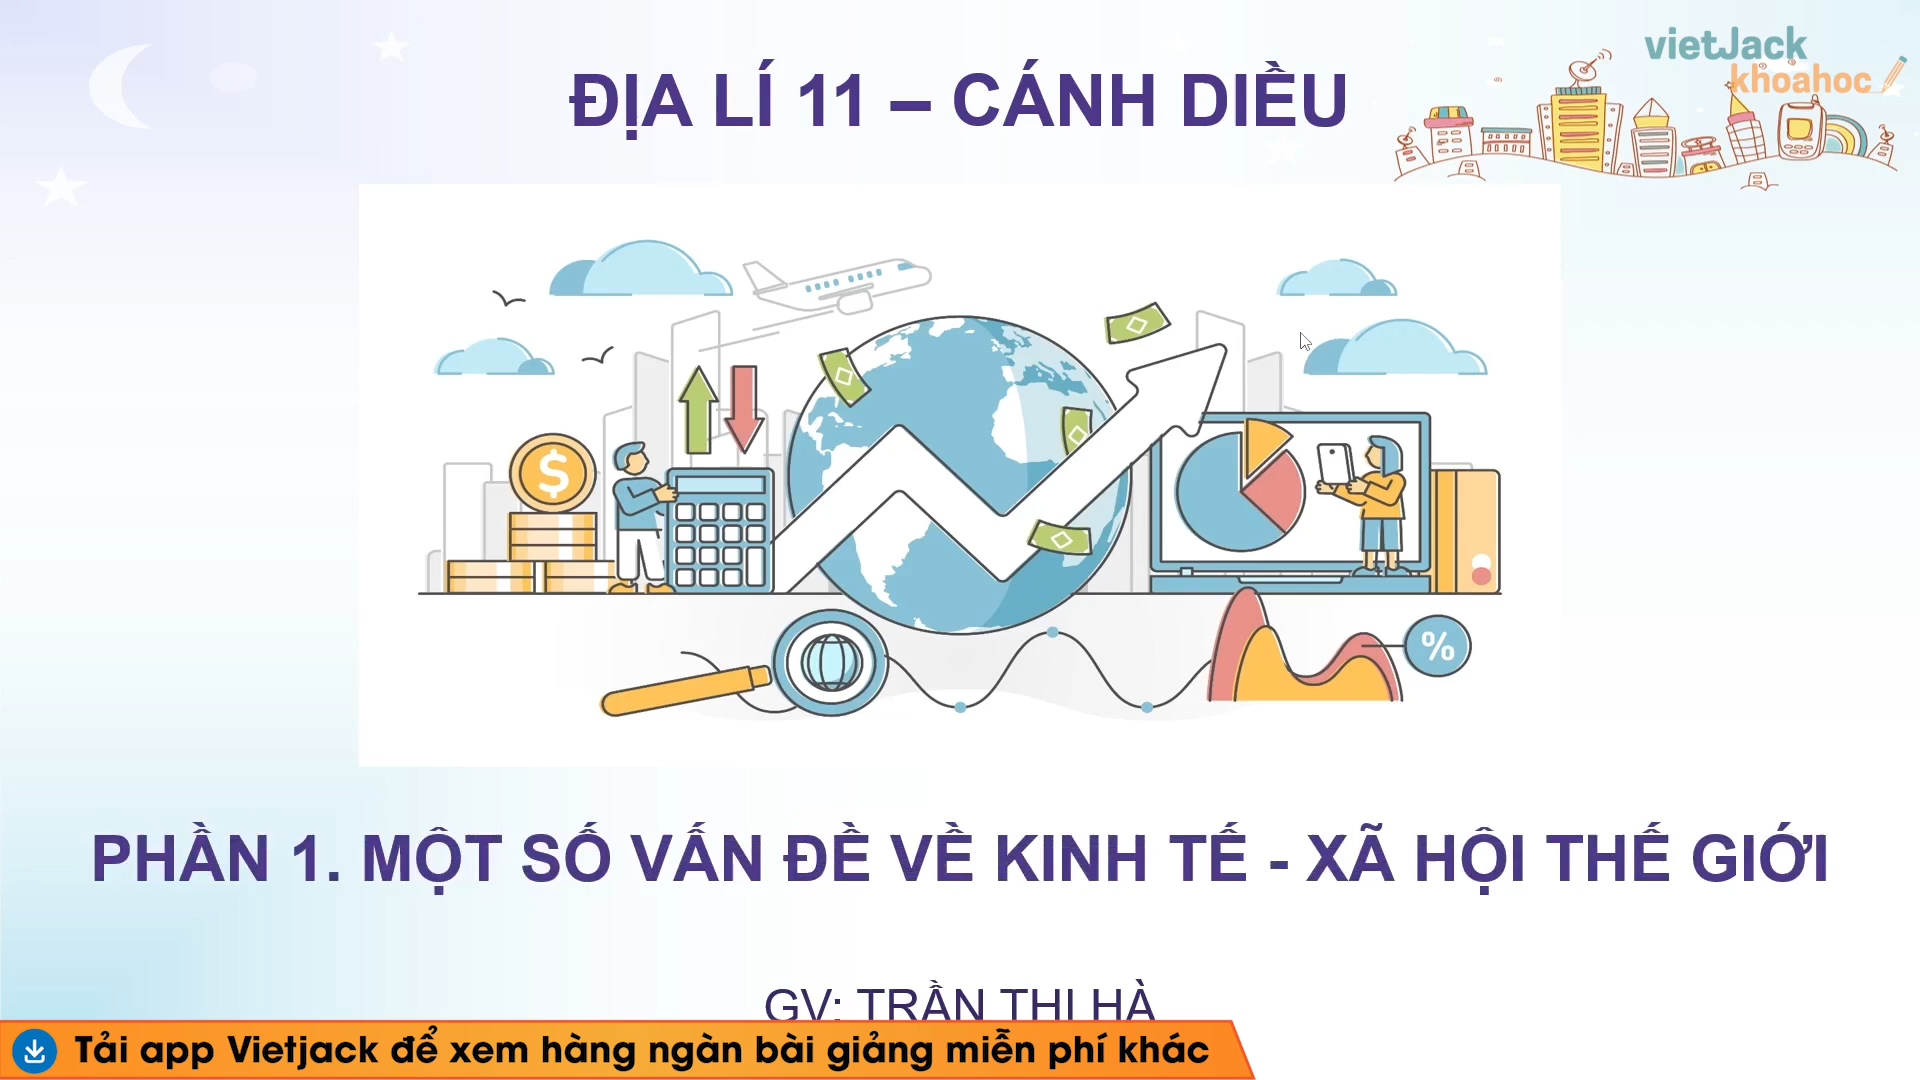 vietJack
khoahoc
ĐỊA LÍ 11 – CÁNH DIỀU
$
%
PHẦN 1. MỘT SỐ VẤN ĐỀ VỀ KINH TẾ - XÃ HỘI THẾ GIỚI
GV: TRẦN THỊ HÀ
Tải app Vietjack để xem hàng ngàn bài giảng miễn phí khác